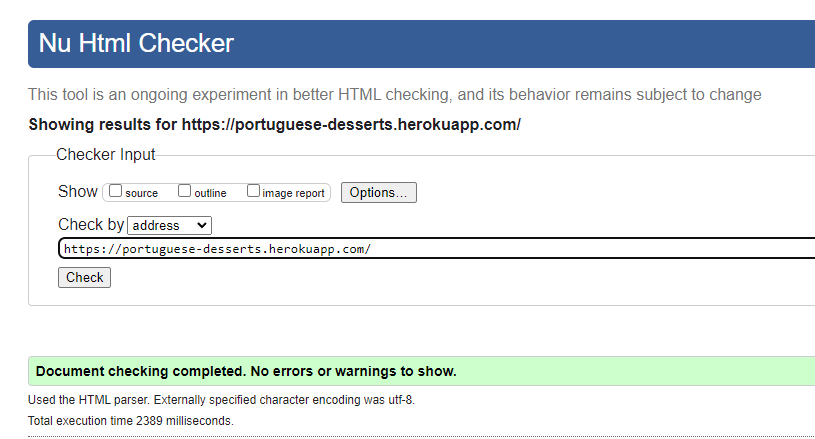 Nu Html Checker
This tool is an ongoing experiment in better HTML checking, and its behavior remains subject to change
Showing results for https://portuguese-desserts.herokuapp.com/
Checker Input
Show source outline image report Options...
Check by address
https://portuguese-desserts.herokuapp.com/
Check
Document checking completed. No errors or warnings to show.
Used the HTML parser. Externally specified character encoding was utf-8.
Total execution time 2389 milliseconds.